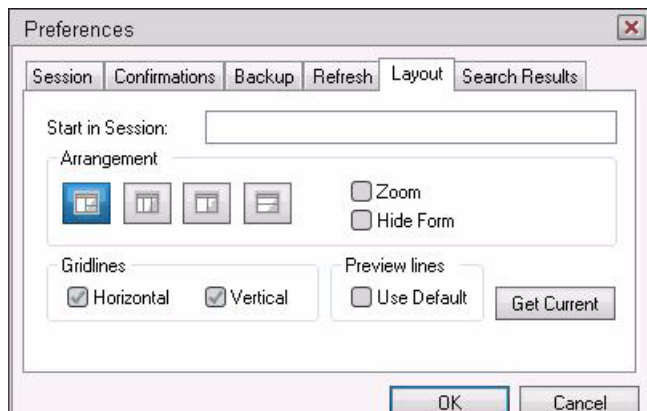 Preferences
Session Confirmations Backup Refresh Layout Search Results
Start in Session:
Arrangement
Zoom
Hide Form
Gridlines
Horizontal Vertical
Preview lines
Use Default
Get Current
OK Cancel